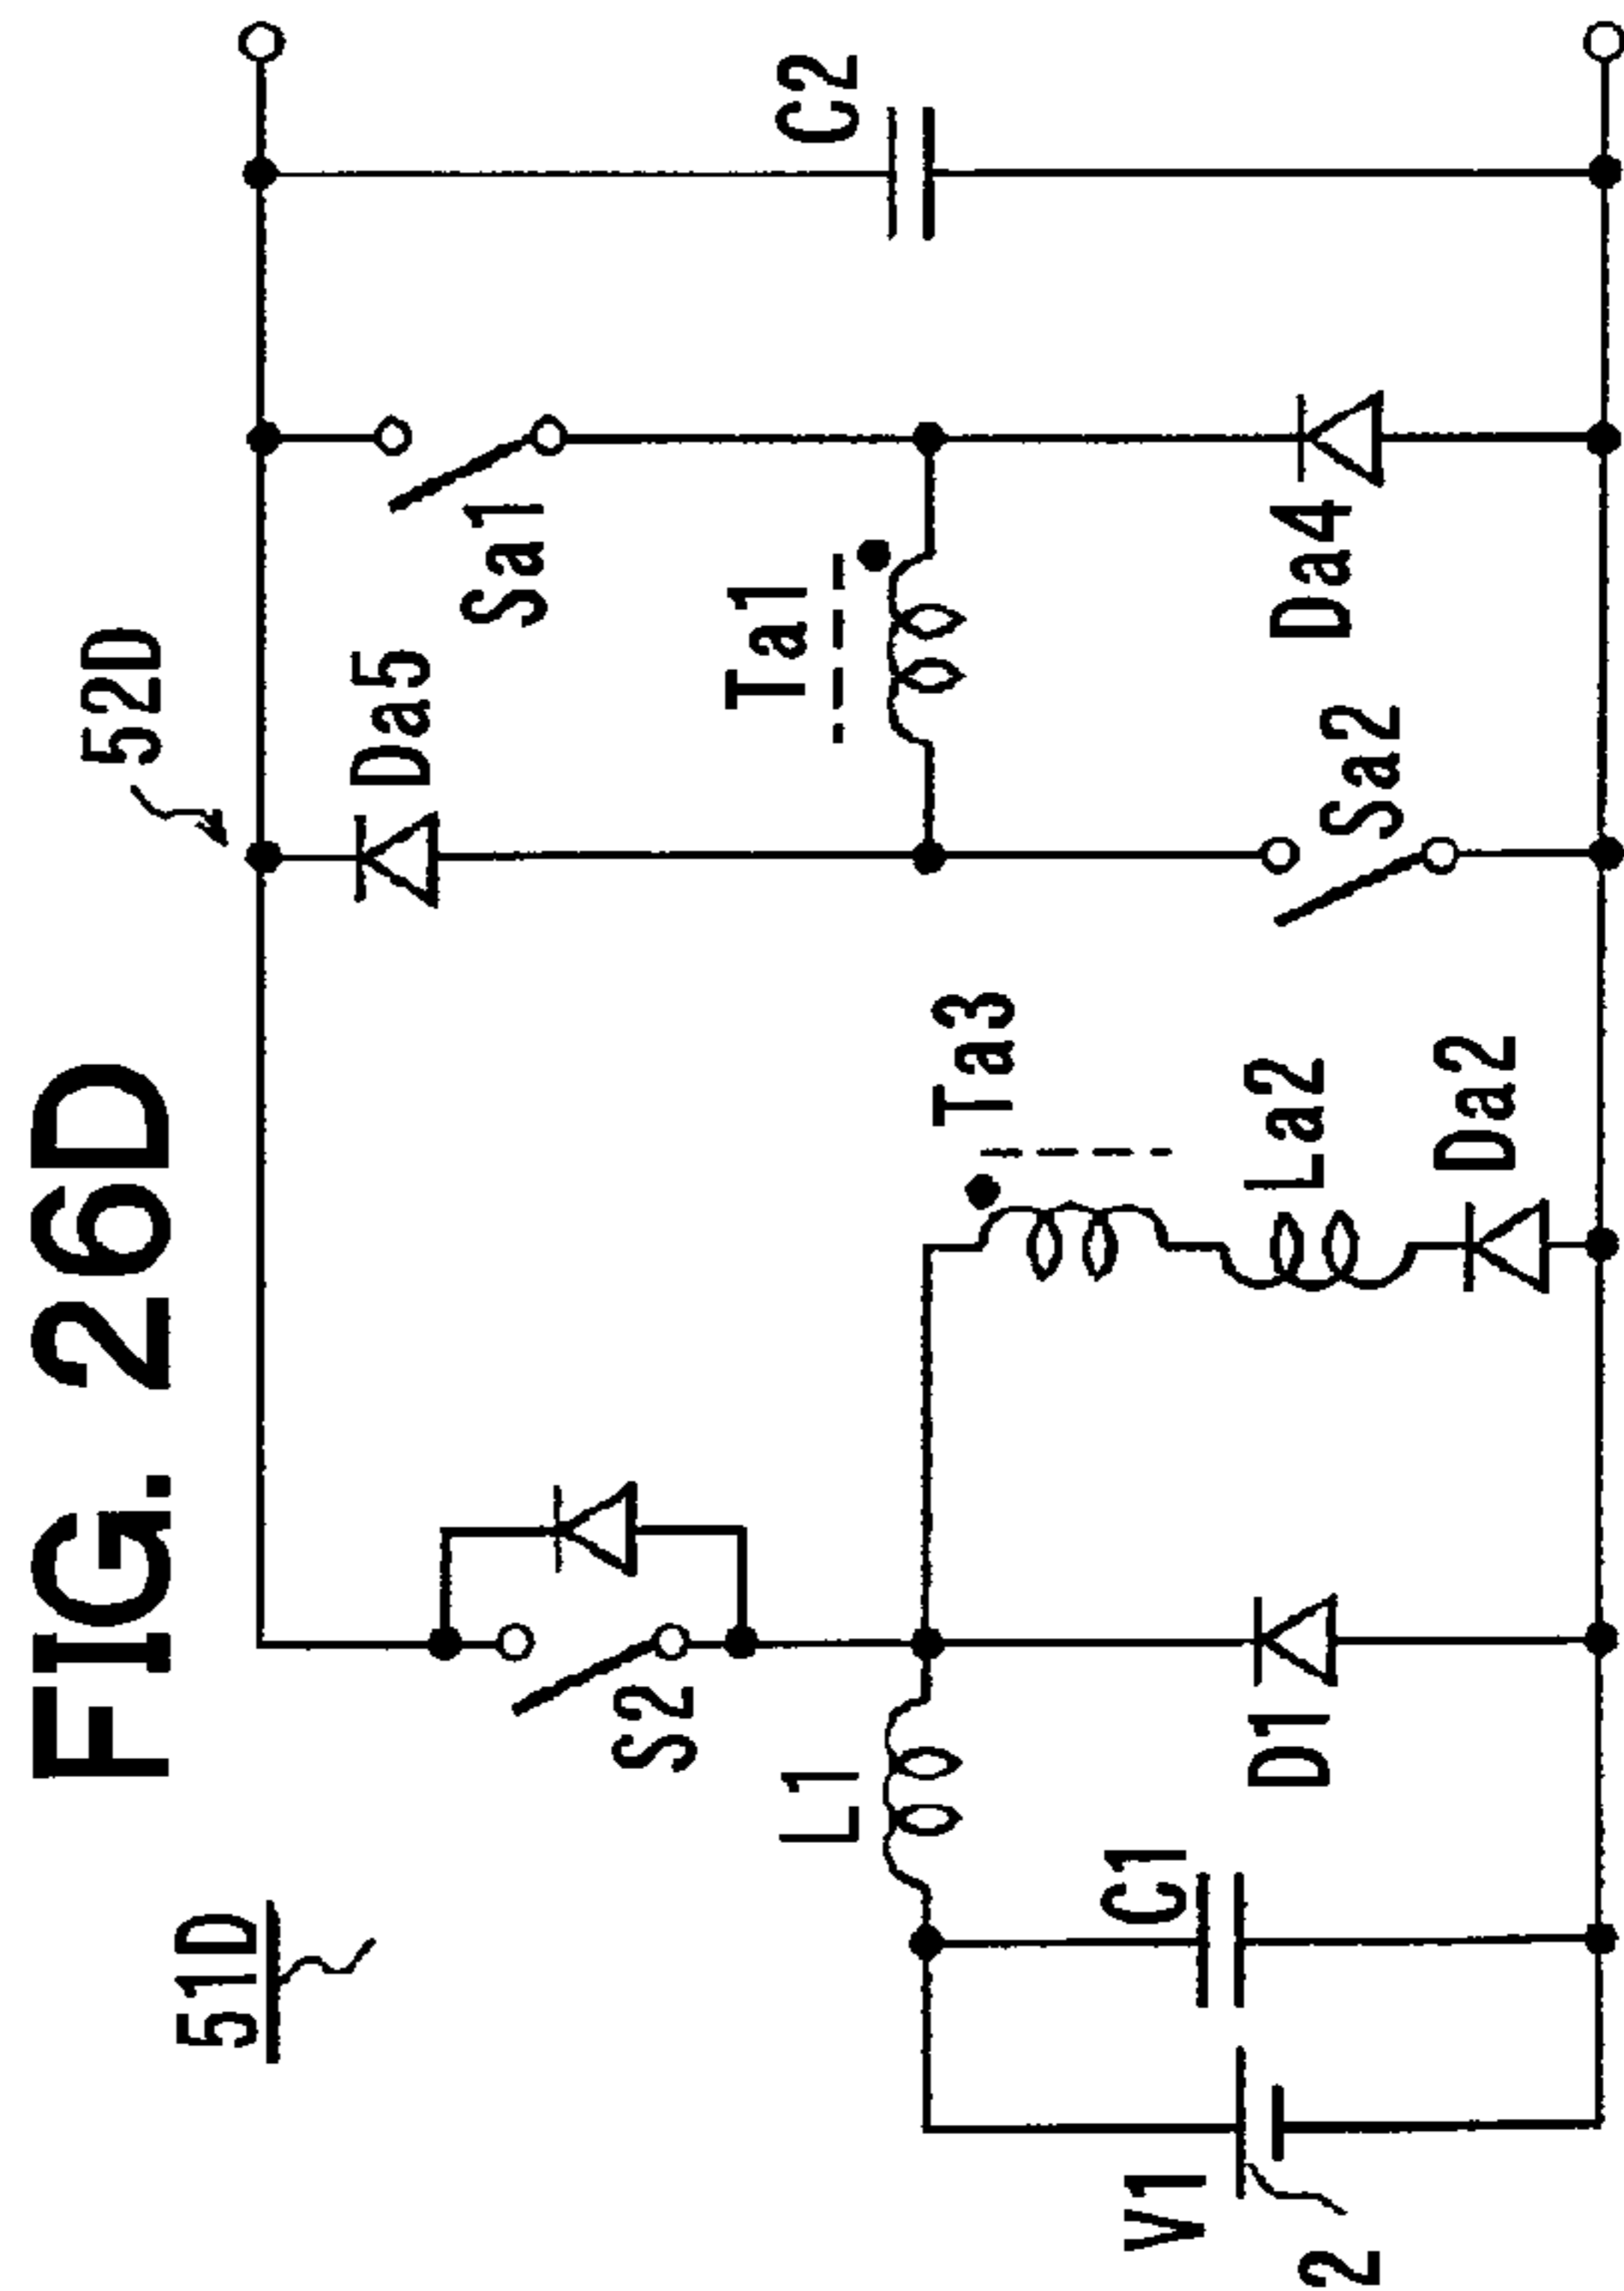 FIG. 26D
51D
52D
Da5
Sa1
S2
Ta1
C2
L1
Ta3
C1
V1
2
D1
La2
Da2
Sa2
Da4